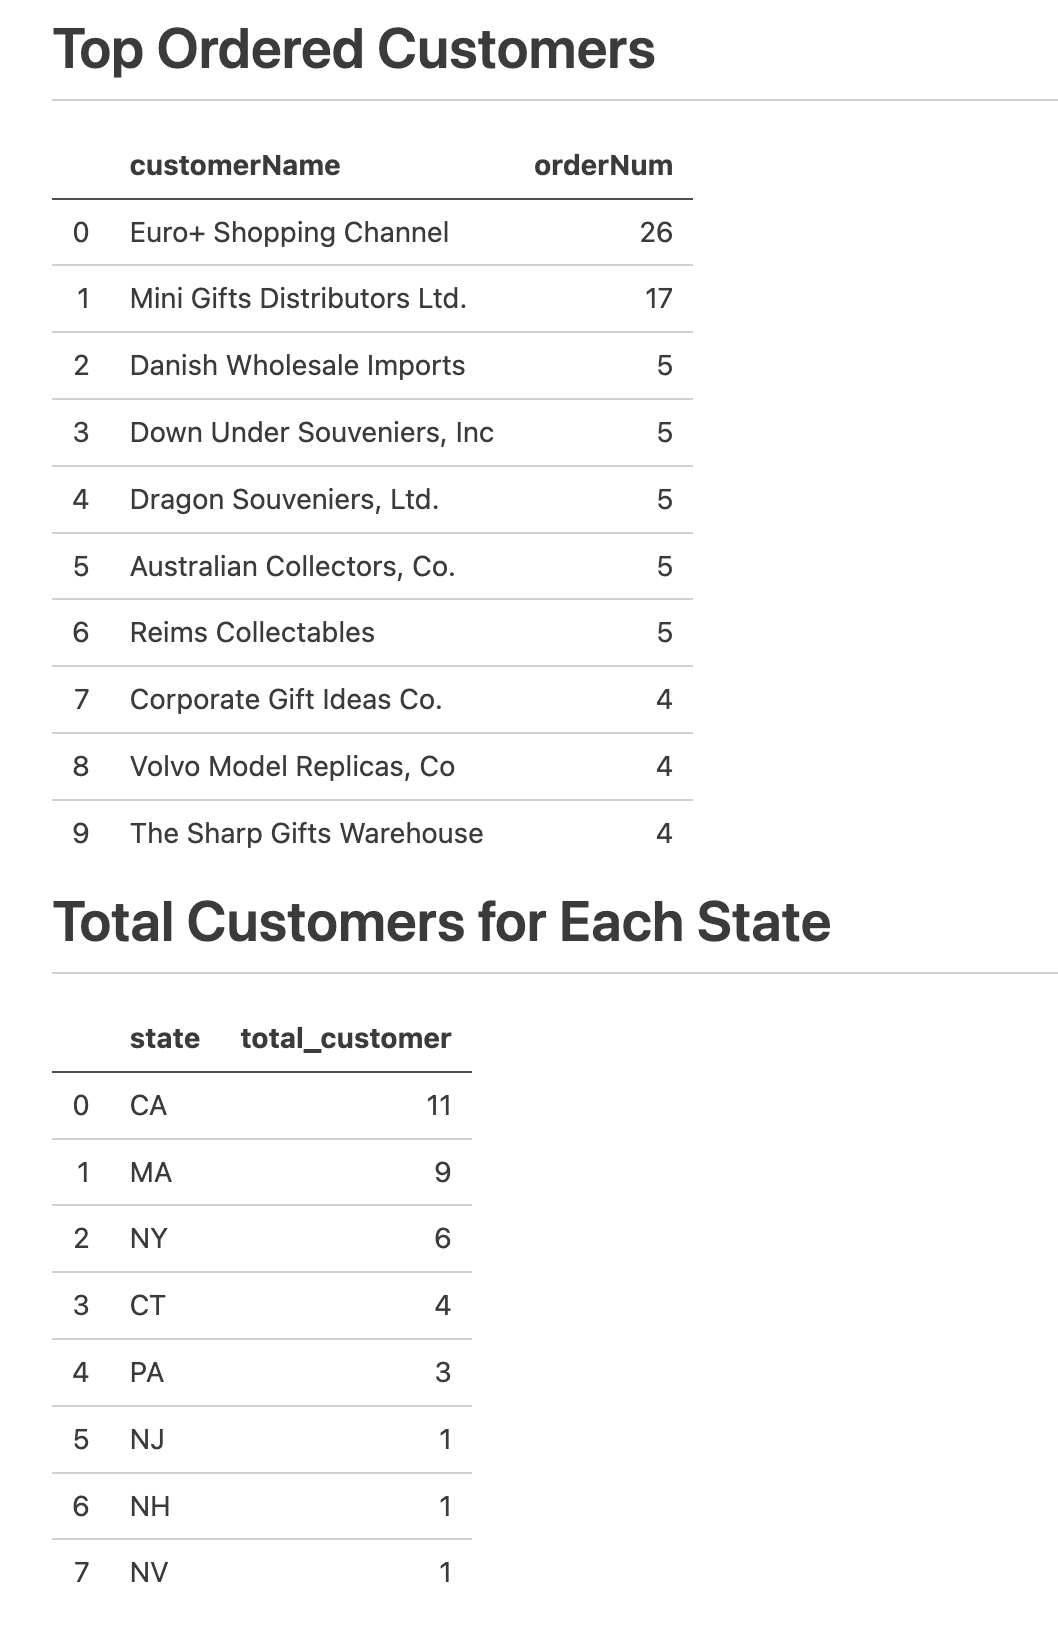 Top Ordered Customers
customerName orderNum
0 Euro+ Shopping Channel 26
1 Mini Gifts Distributors Ltd. 17
2 Danish Wholesale Imports 5
3 Down Under Souveniers, Inc 5
4 Dragon Souveniers, Ltd. 5
5 Australian Collectors, Co. 5
6 Reims Collectables 5
7 Corporate Gift Ideas Co. 4
8 Volvo Model Replicas, Co 4
9 The Sharp Gifts Warehouse 4
Total Customers for Each State
state total_customer
0 CA 11
1 MA 9
2 NY 6
3 CT 4
4 PA 3
5 NJ 1
6 NH 1
7 NV 1